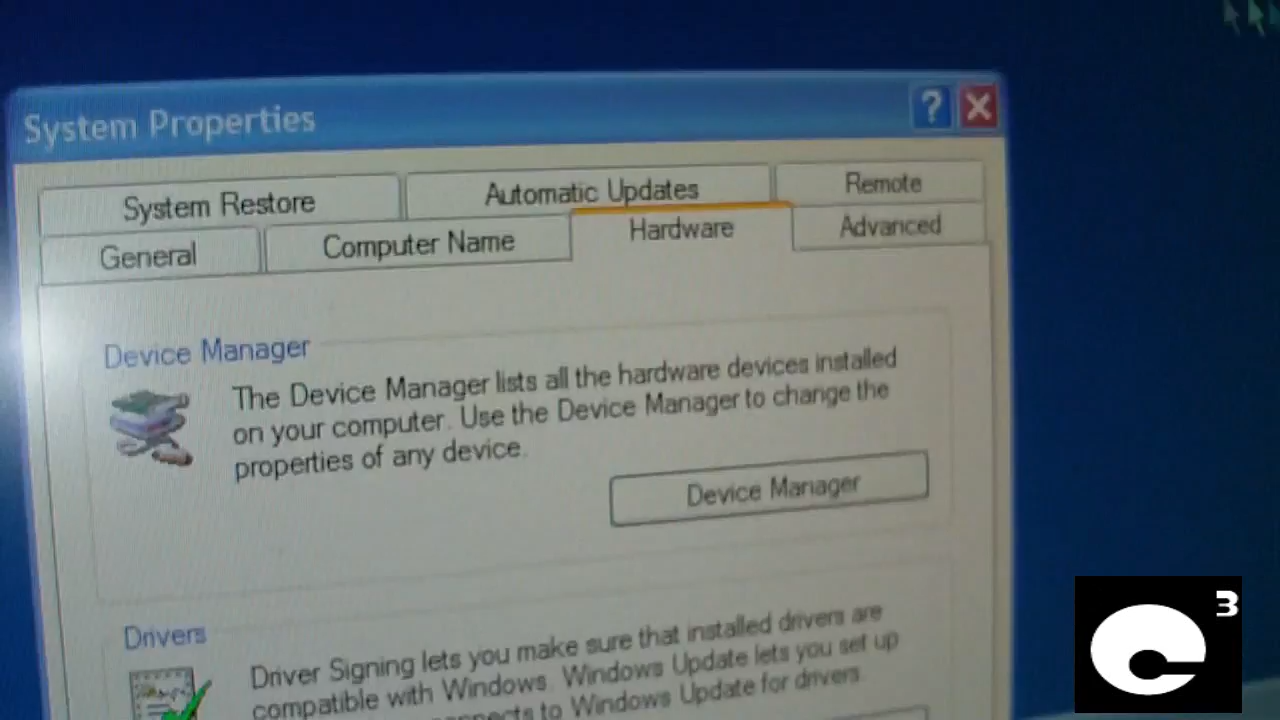 System Properties
System Restore
Automatic Updates
Remote
General
Computer Name
Hardware
Advanced
Device Manager
The Device Manager lists all the hardware devices installed
on your computer. Use the Device Manager to change the
properties of any device.
Device Manager
Drivers
Driver Signing lets you make sure that installed drivers are
compatible with Windows. Windows Update lets you set up
to Windows Update for drivers.
e3